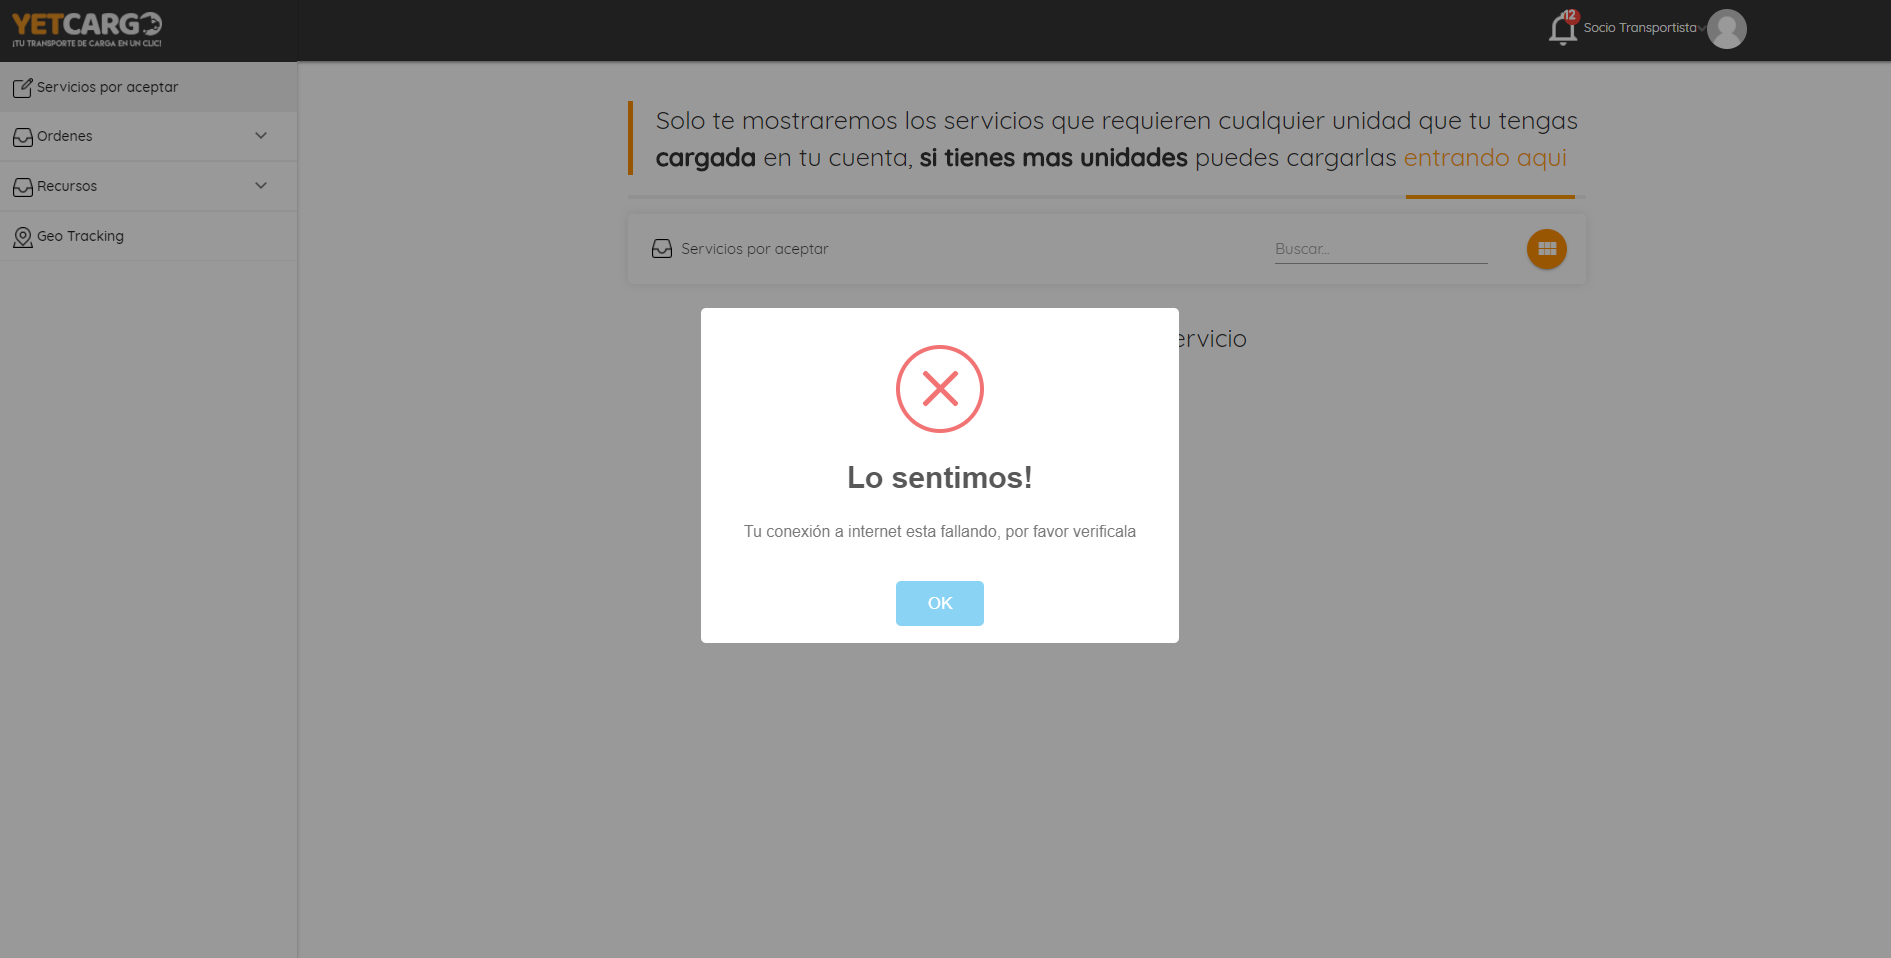 YETCARGO
¡TU TRANSPORTE DE CARGA EN UN CLIC!
12
Socio Transportista
Servicios por aceptar
Ordenes
Recursos
Geo Tracking
Solo te mostraremos los servicios que requieren cualquier unidad que tu tengas
cargada en tu cuenta, si tienes mas unidades puedes cargarlas entrando aqui
Servicios por aceptar
Buscar...
ervicio
Lo sentimos!
Tu conexión a internet esta fallando, por favor verificala
OK